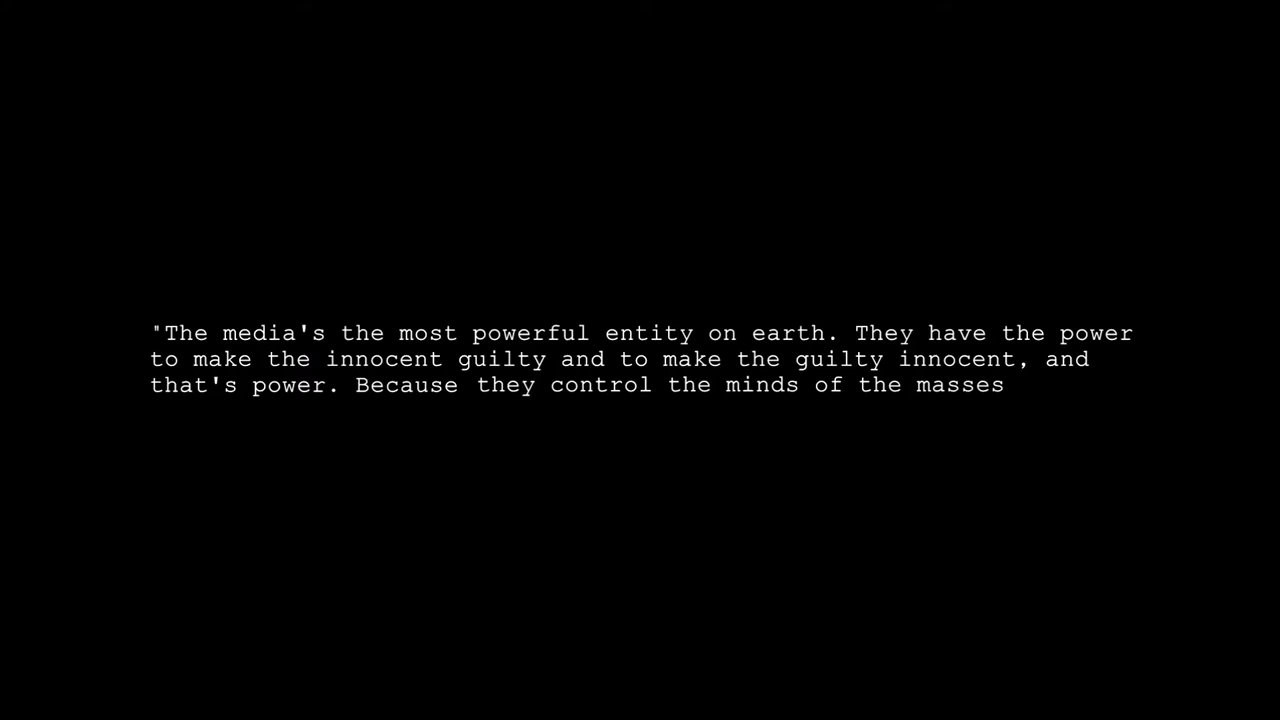 "The media's the most powerful entity on earth. They have the power
to make the innocent guilty and to make the guilty innocent, and
that's power. Because they control the minds of the masses